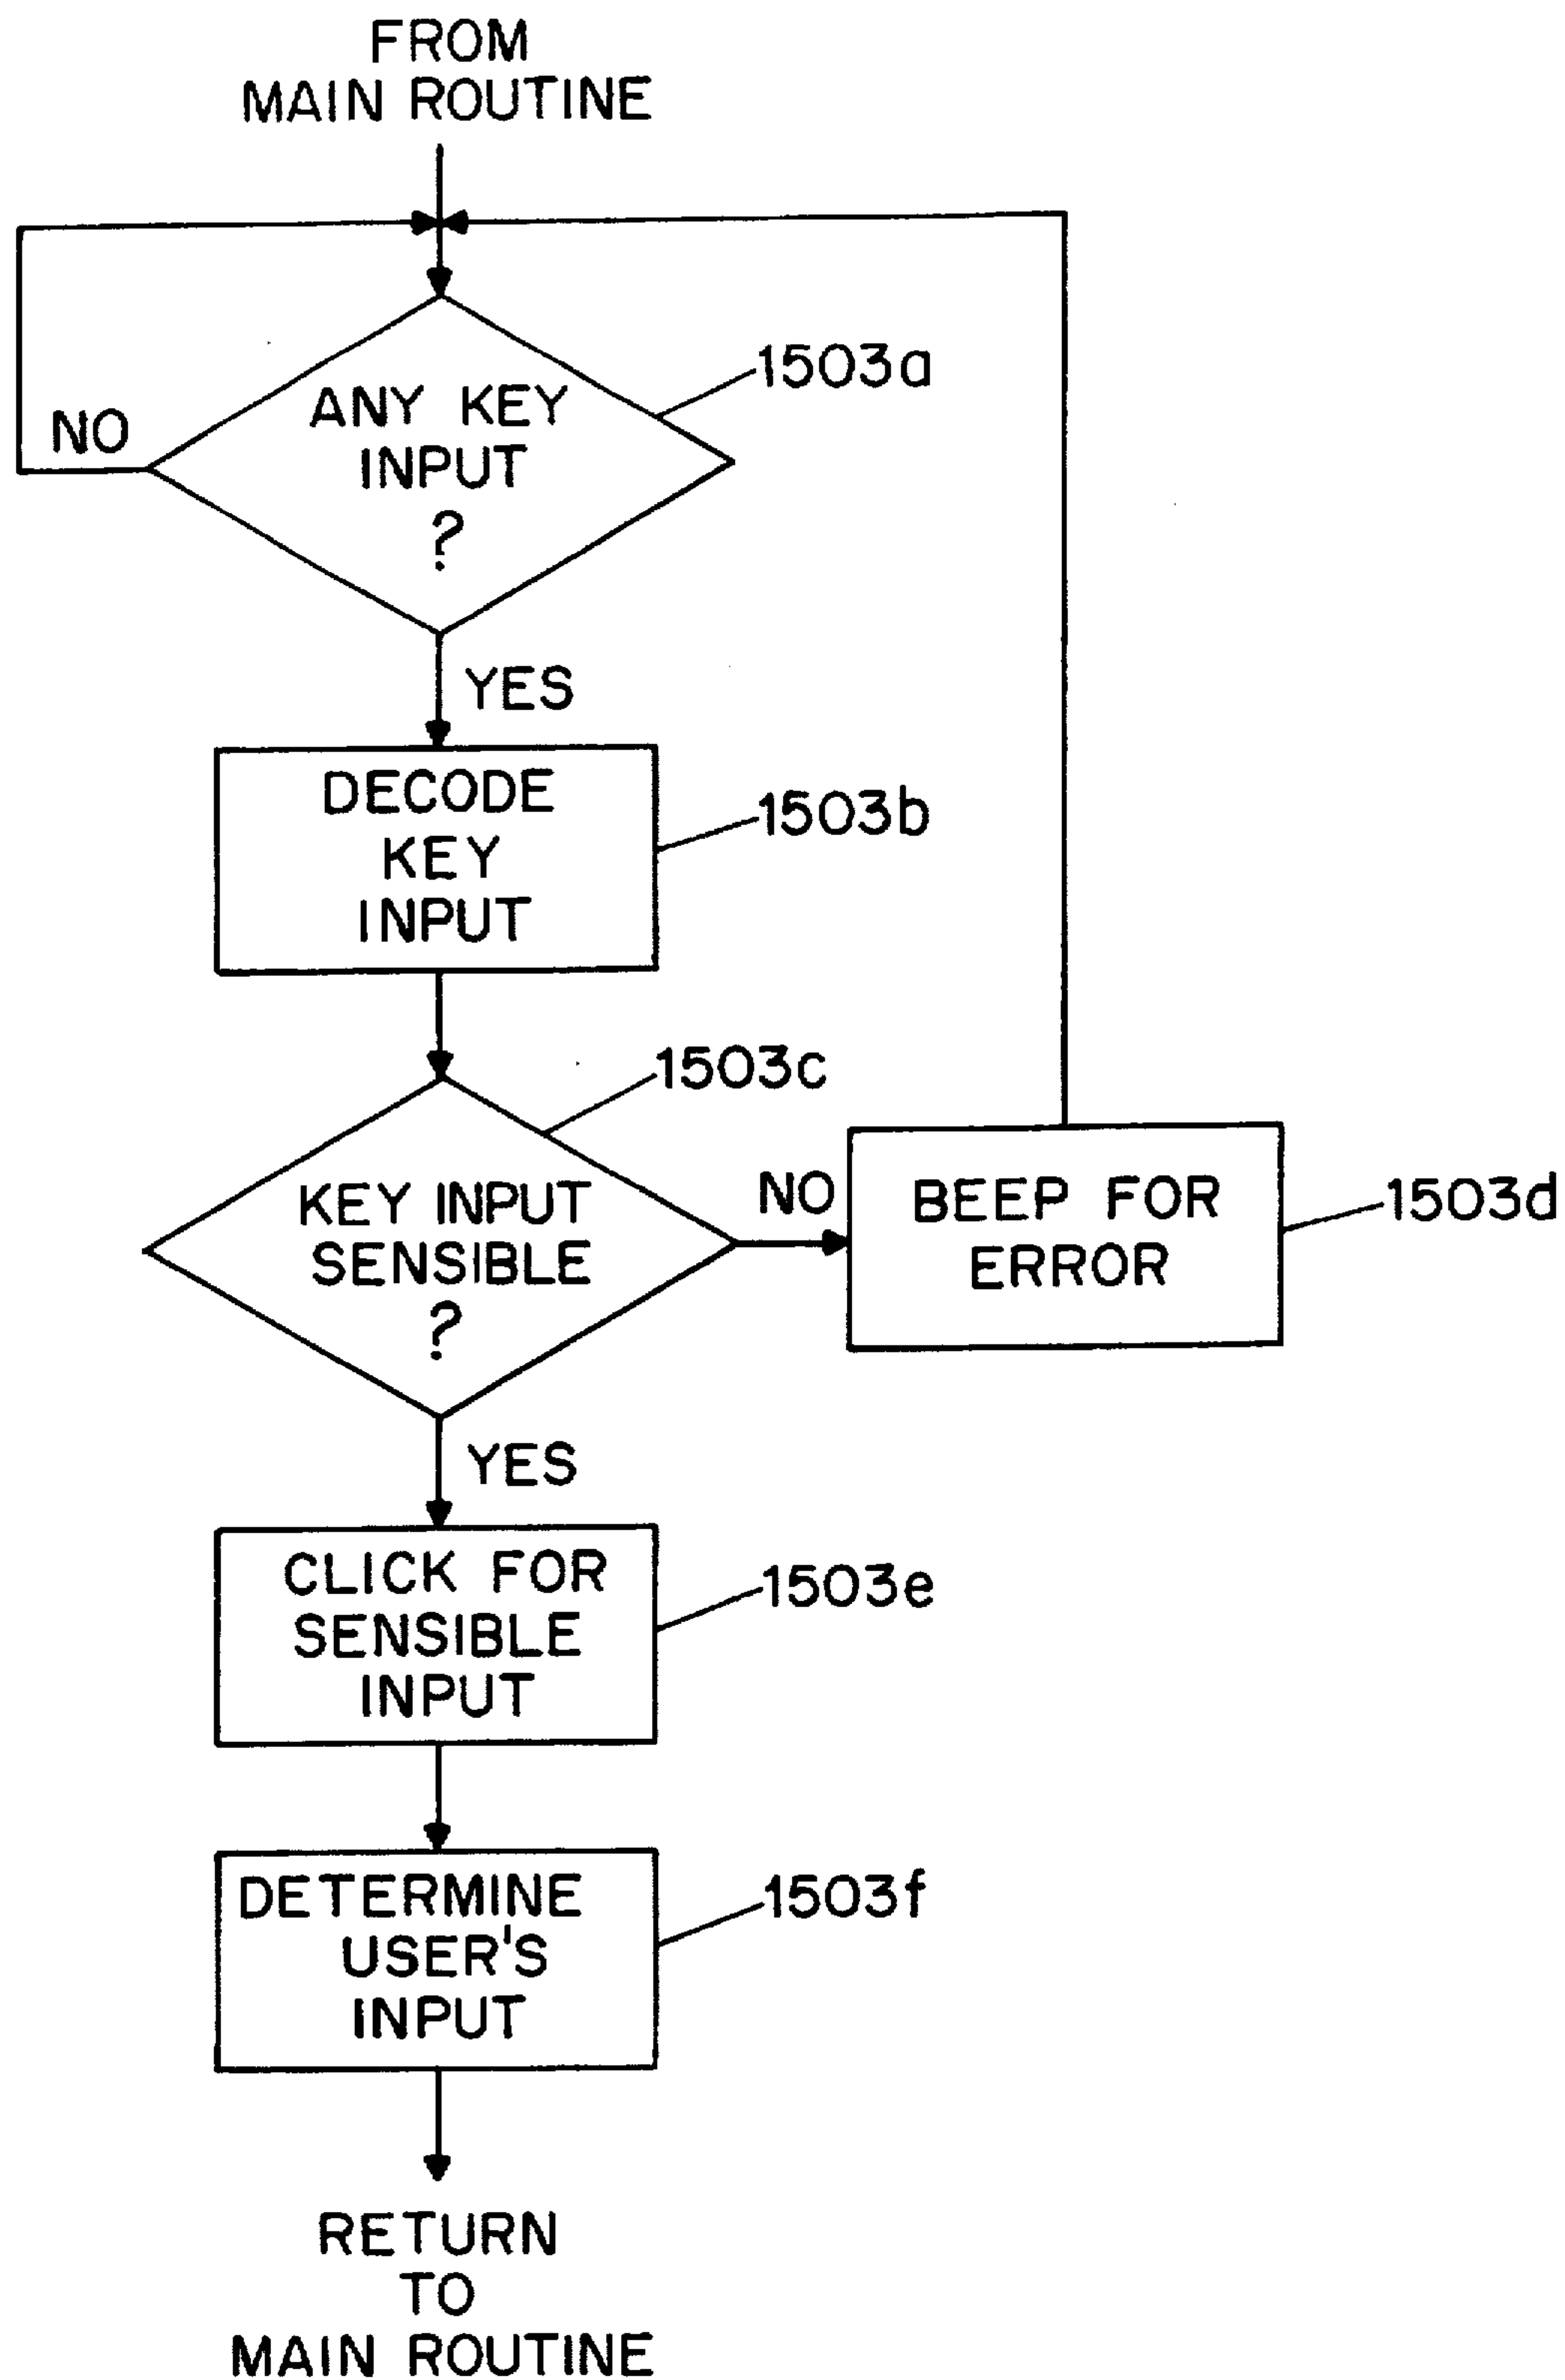 FROM
MAIN ROUTINE
1503a
ANY KEY
INPUT
?
NO
YES
DECODE
KEY
INPUT
1503b
1503c
KEY INPUT
SENSIBLE
?
NO
BEEP FOR
ERROR
1503d
YES
CLICK FOR
SENSIBLE
INPUT
1503e
DETERMINE
USER'S
INPUT
1503f
RETURN
TO
MAIN ROUTINE